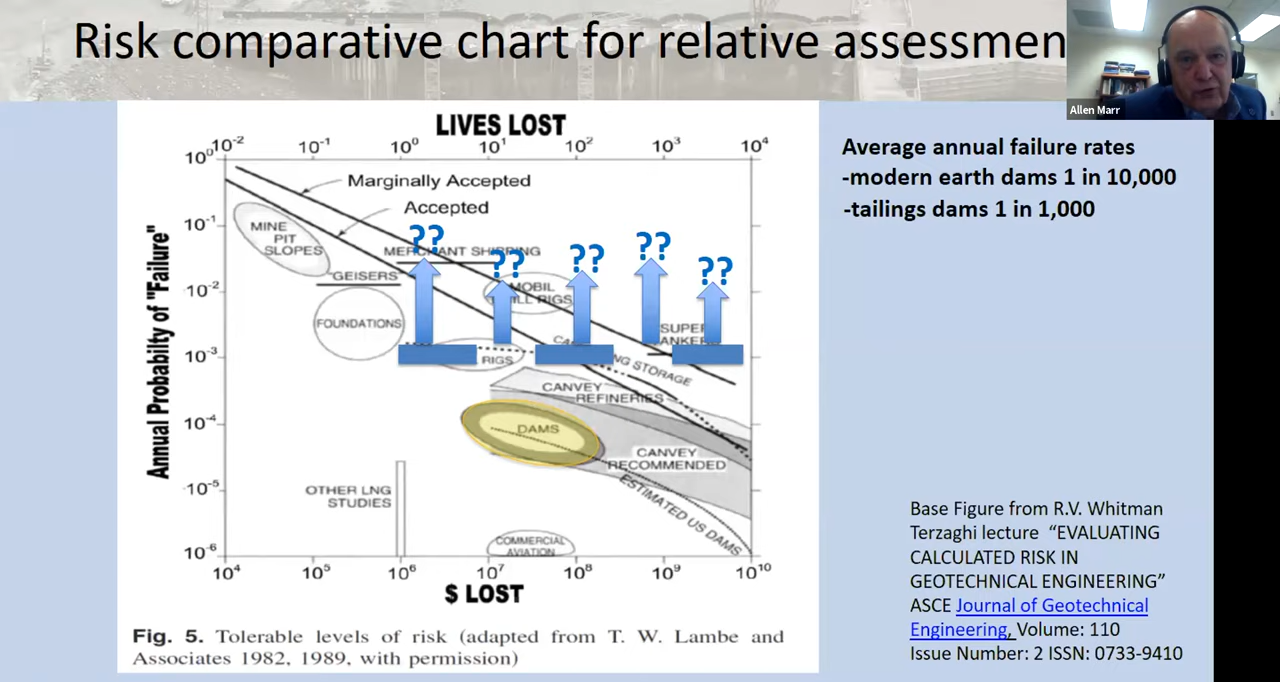 Risk comparative chart for relative assessmen
Allen Marr
LIVES LOST
10-2 10-1 100 101 102 103 104
100
10-1
10-2
10-3
10-4
10-5
10-6
Annual Probabilty of "Failure"
Marginally Accepted
Accepted
MINE
PIT
SLOPES
GEISERS
FOUNDATIONS
??
MERCHANT SHIPPING
??
??
??
??
MOBIL
RIGS
SUPER
RIGS
STORAGE
CANVEY
REFINERIES
DAMS
CANVEY
RECOMMENDED
ESTIMATED US DAMS
OTHER LNG
STUDIES
COMMERCIAL
AVIATION
104 105 106 107 108 109 1010
$ LOST
Fig. 5. Tolerable levels of risk (adapted from T. W. Lambe and
Associates 1982, 1989, with permission)
Average annual failure rates
-modern earth dams 1 in 10,000
-tailings dams 1 in 1,000
Base Figure from R.V. Whitman
Terzaghi lecture “EVALUATING
CALCULATED RISK IN
GEOTECHNICAL ENGINEERING”
ASCE Journal of Geotechnical
Engineering, Volume: 110
Issue Number: 2 ISSN: 0733-9410